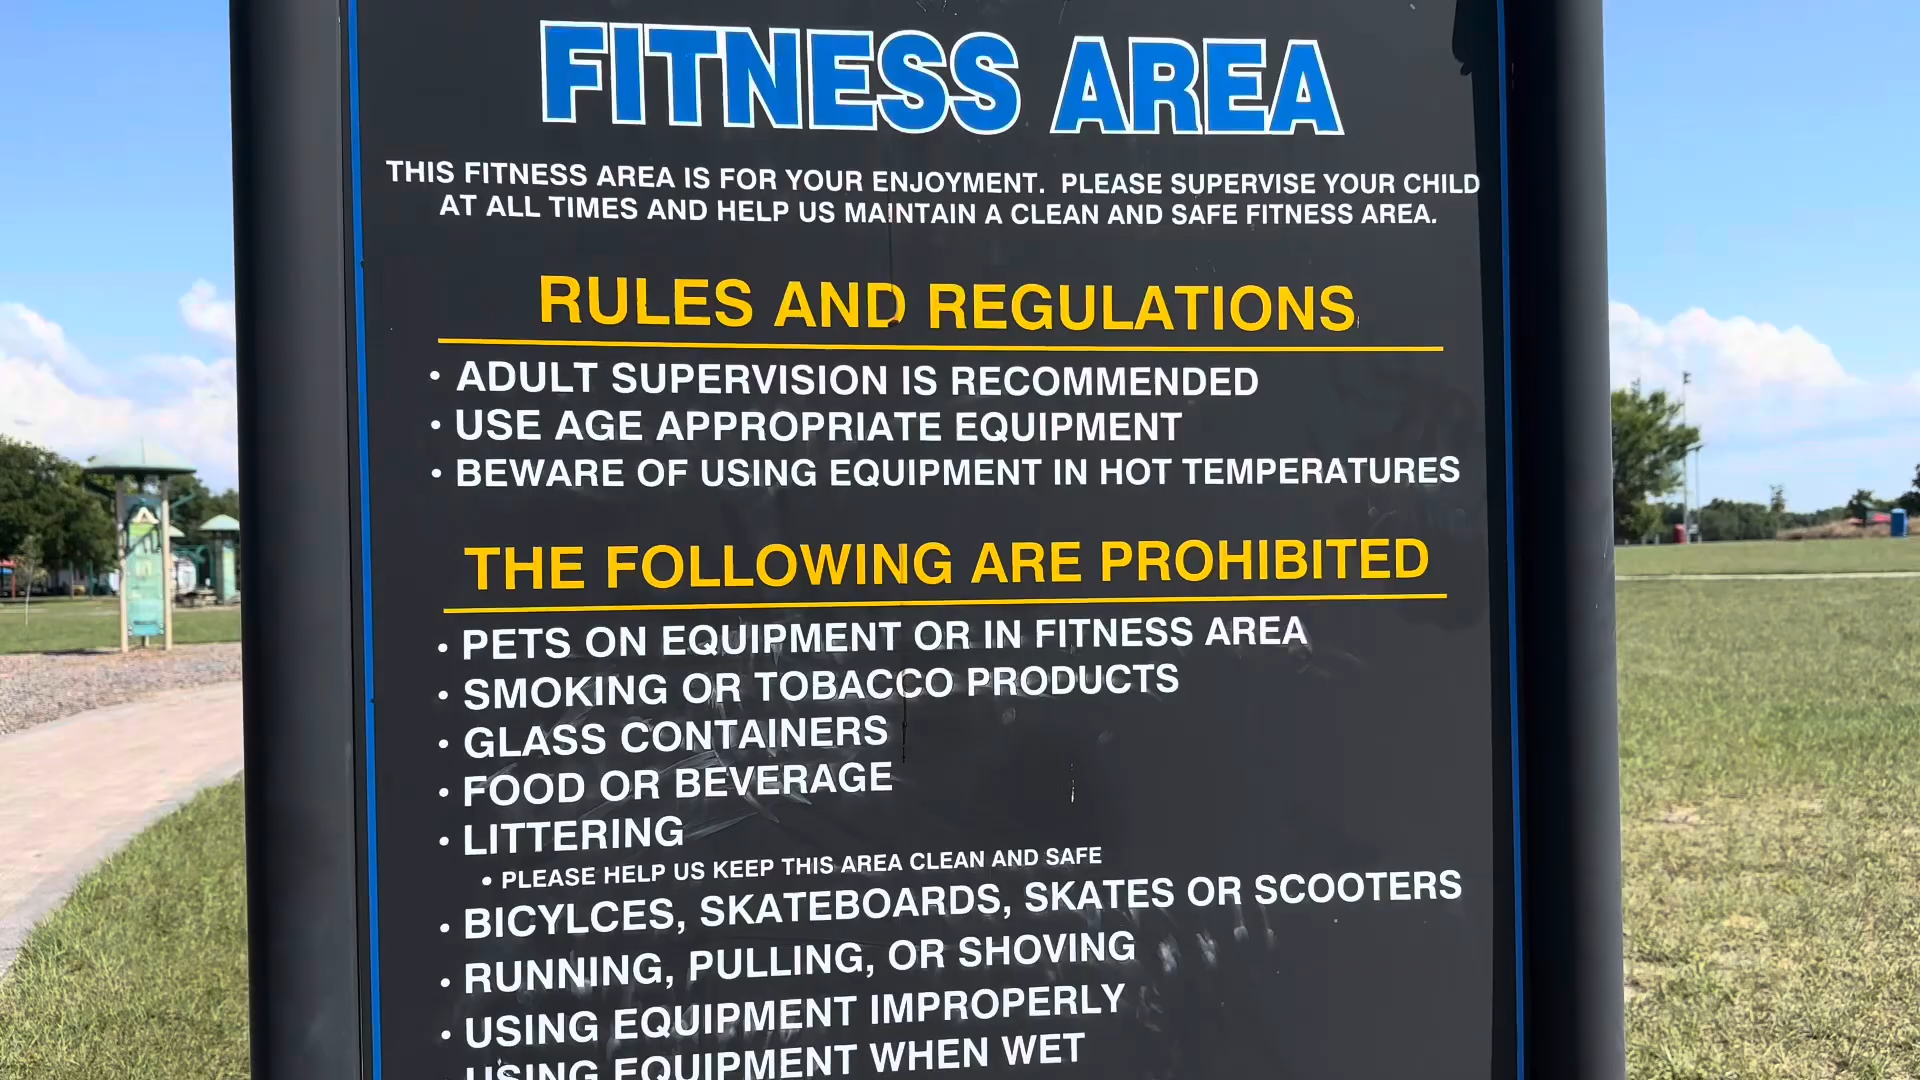 FITNESS AREA
THIS FITNESS AREA IS FOR YOUR ENJOYMENT. PLEASE SUPERVISE YOUR CHILD
AT ALL TIMES AND HELP US MAINTAIN A CLEAN AND SAFE FITNESS AREA.
RULES AND REGULATIONS
• ADULT SUPERVISION IS RECOMMENDED
• USE AGE APPROPRIATE EQUIPMENT
• BEWARE OF USING EQUIPMENT IN HOT TEMPERATURES
THE FOLLOWING ARE PROHIBITED
• PETS ON EQUIPMENT OR IN FITNESS AREA
• SMOKING OR TOBACCO PRODUCTS
• GLASS CONTAINERS
• FOOD OR BEVERAGE
• LITTERING
• PLEASE HELP US KEEP THIS AREA CLEAN AND SAFE
• BICYLCES, SKATEBOARDS, SKATES OR SCOOTERS
• RUNNING, PULLING, OR SHOVING
• USING EQUIPMENT IMPROPERLY
USING EQUIPMENT WHEN WET